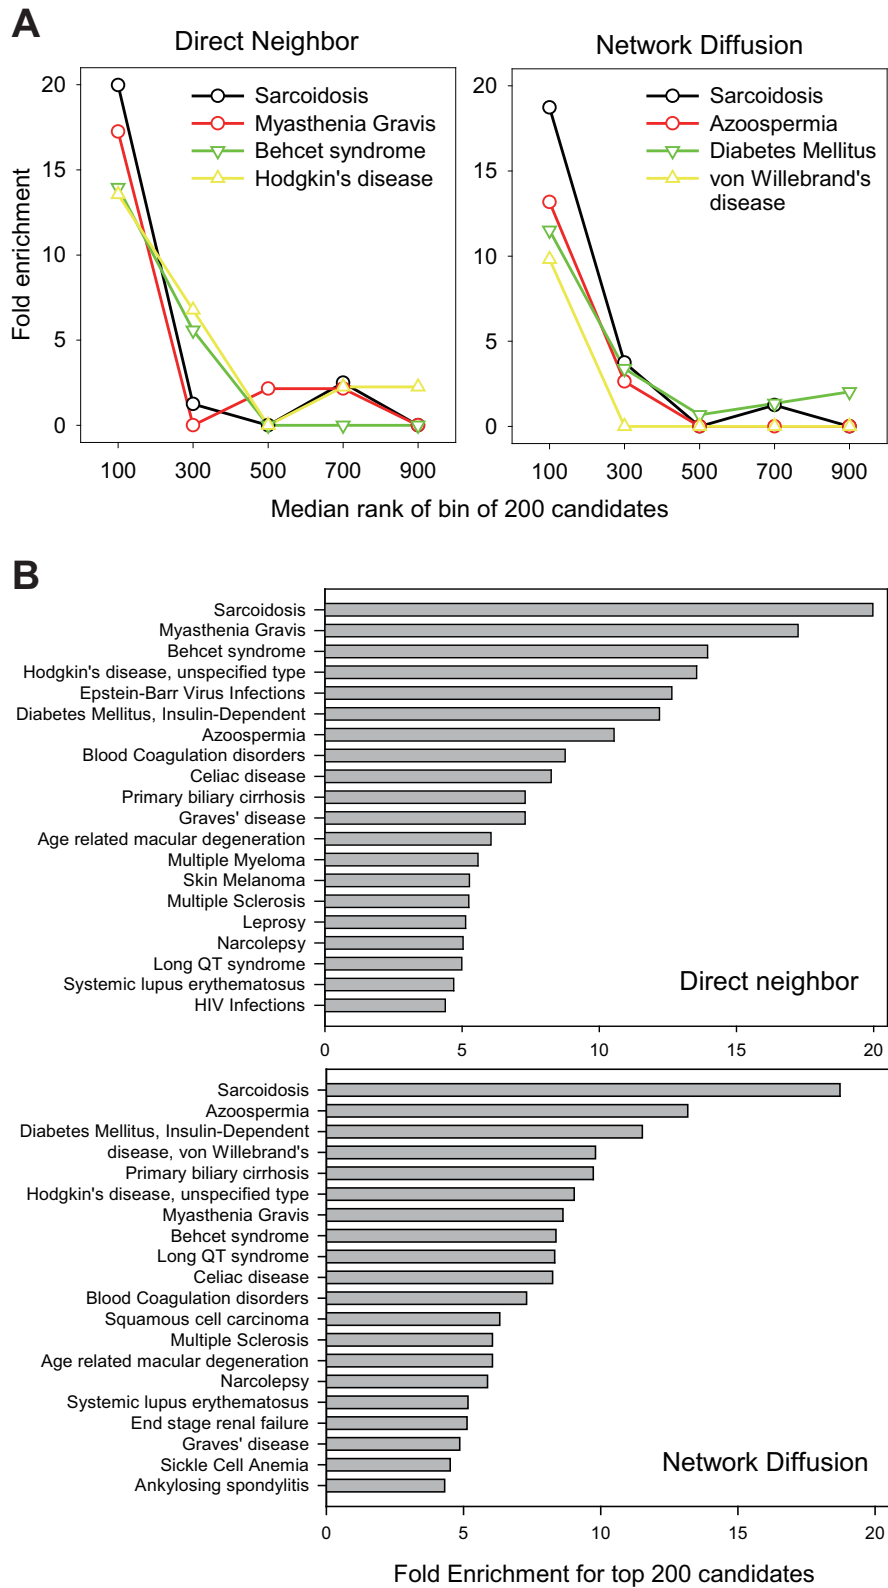 A
Direct Neighbor
Network Diffusion
20
15
10
5
0
Fold enrichment
Sarcoidosis
Myasthenia Gravis
Behcet syndrome
Hodgkin's disease
100 300 500 700 900
20
15
10
5
0
Sarcoidosis
Azoospermia
Diabetes Mellitus
von Willebrand's
disease
100 300 500 700 900
Median rank of bin of 200 candidates
B
Sarcoidosis
Myasthenia Gravis
Behcet syndrome
Hodgkin's disease, unspecified type
Epstein-Barr Virus Infections
Diabetes Mellitus, Insulin-Dependent
Azoospermia
Blood Coagulation disorders
Celiac disease
Primary biliary cirrhosis
Graves' disease
Age related macular degeneration
Multiple Myeloma
Skin Melanoma
Multiple Sclerosis
Leprosy
Narcolepsy
Long QT syndrome
Systemic lupus erythematosus
HIV Infections
Direct neighbor
0 5 10 15 20
Sarcoidosis
Azoospermia
Diabetes Mellitus, Insulin-Dependent
disease, von Willebrand's
Primary biliary cirrhosis
Hodgkin's disease, unspecified type
Myasthenia Gravis
Behcet syndrome
Long QT syndrome
Celiac disease
Blood Coagulation disorders
Squamous cell carcinoma
Multiple Sclerosis
Age related macular degeneration
Narcolepsy
Systemic lupus erythematosus
End stage renal failure
Graves' disease
Sickle Cell Anemia
Ankylosing spondylitis
Network Diffusion
0 5 10 15 20
Fold Enrichment for top 200 candidates